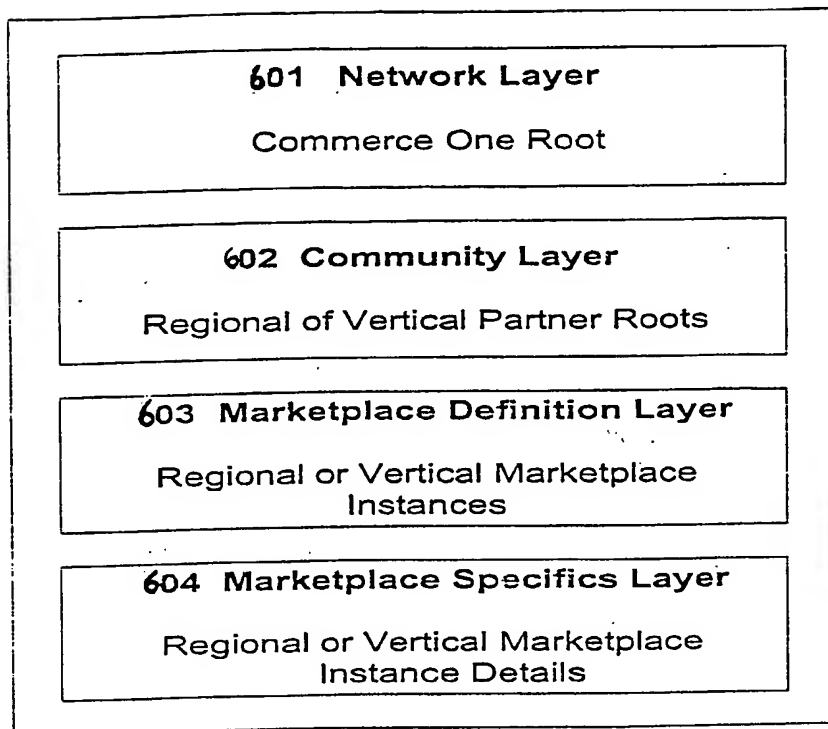 601 Network Layer
Commerce One Root
602 Community Layer
Regional of Vertical Partner Roots
603 Marketplace Definition Layer
Regional or Vertical Marketplace
Instances
604 Marketplace Specifics Layer
Regional or Vertical Marketplace
Instance Details